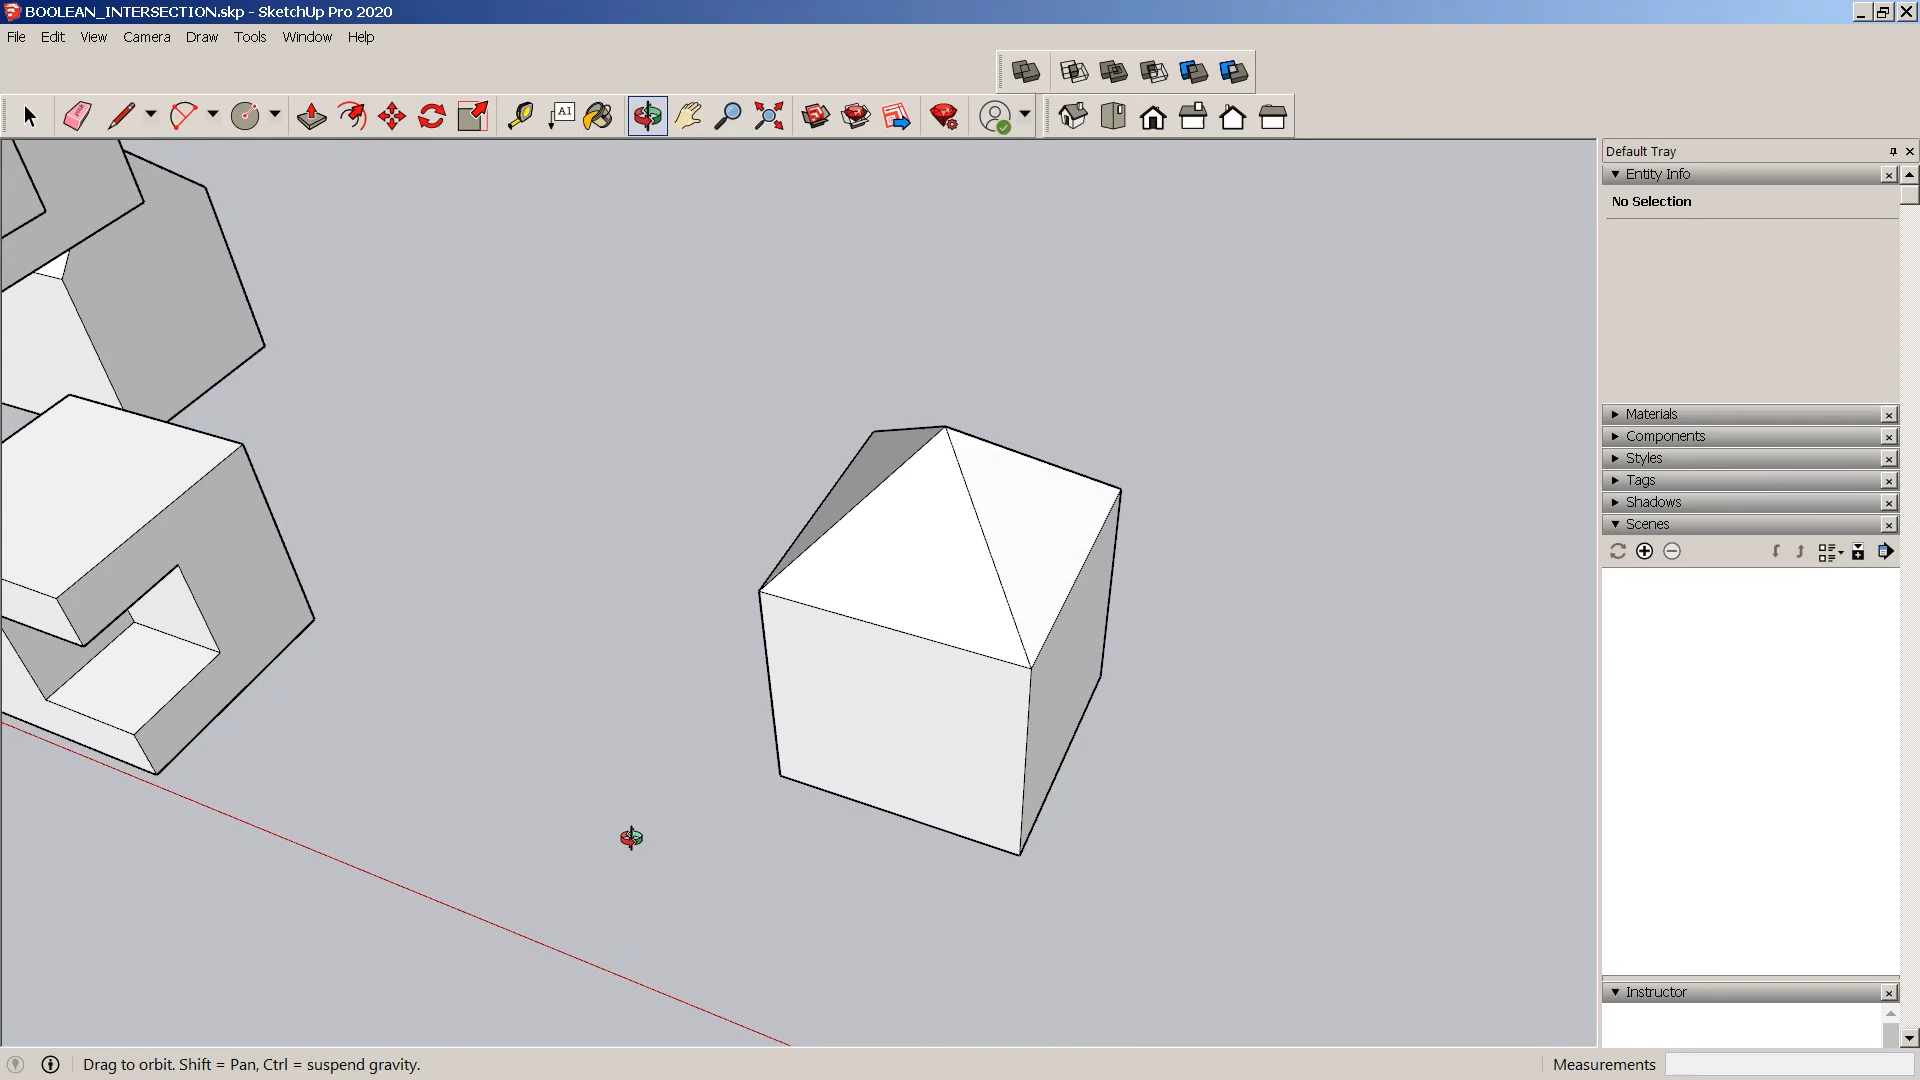 BOOLEAN_INTERSECTION.skp - SketchUp Pro 2020
File Edit View Camera Draw Tools Window Help
A1
Default Tray
Entity Info
No Selection
Materials
Components
Styles
Tags
Shadows
Scenes
Instructor
Drag to orbit. Shift = Pan, Ctrl = suspend gravity.
Measurements